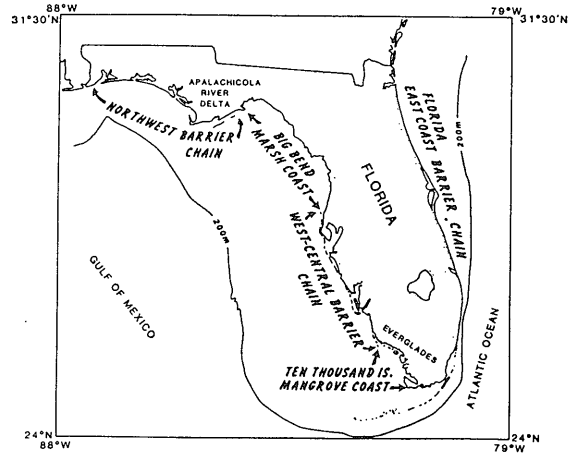 88°W
79°W
31°30'N
31°30'N
APALACHICOLA
RIVER
DELTA
NORTHWEST BARRIER
CHAIN
BIG BEND
MARSH COAST
FLORIDA
FLORIDA
EAST COAST BARRIER CHAIN
200m
WEST-CENTRAL BARRIER
CHAIN
200m
GULF OF MEXICO
EVERGLADES
ATLANTIC OCEAN
TEN THOUSAND IS.
MANGROVE COAST
24°N
24°N
88°W
79°W